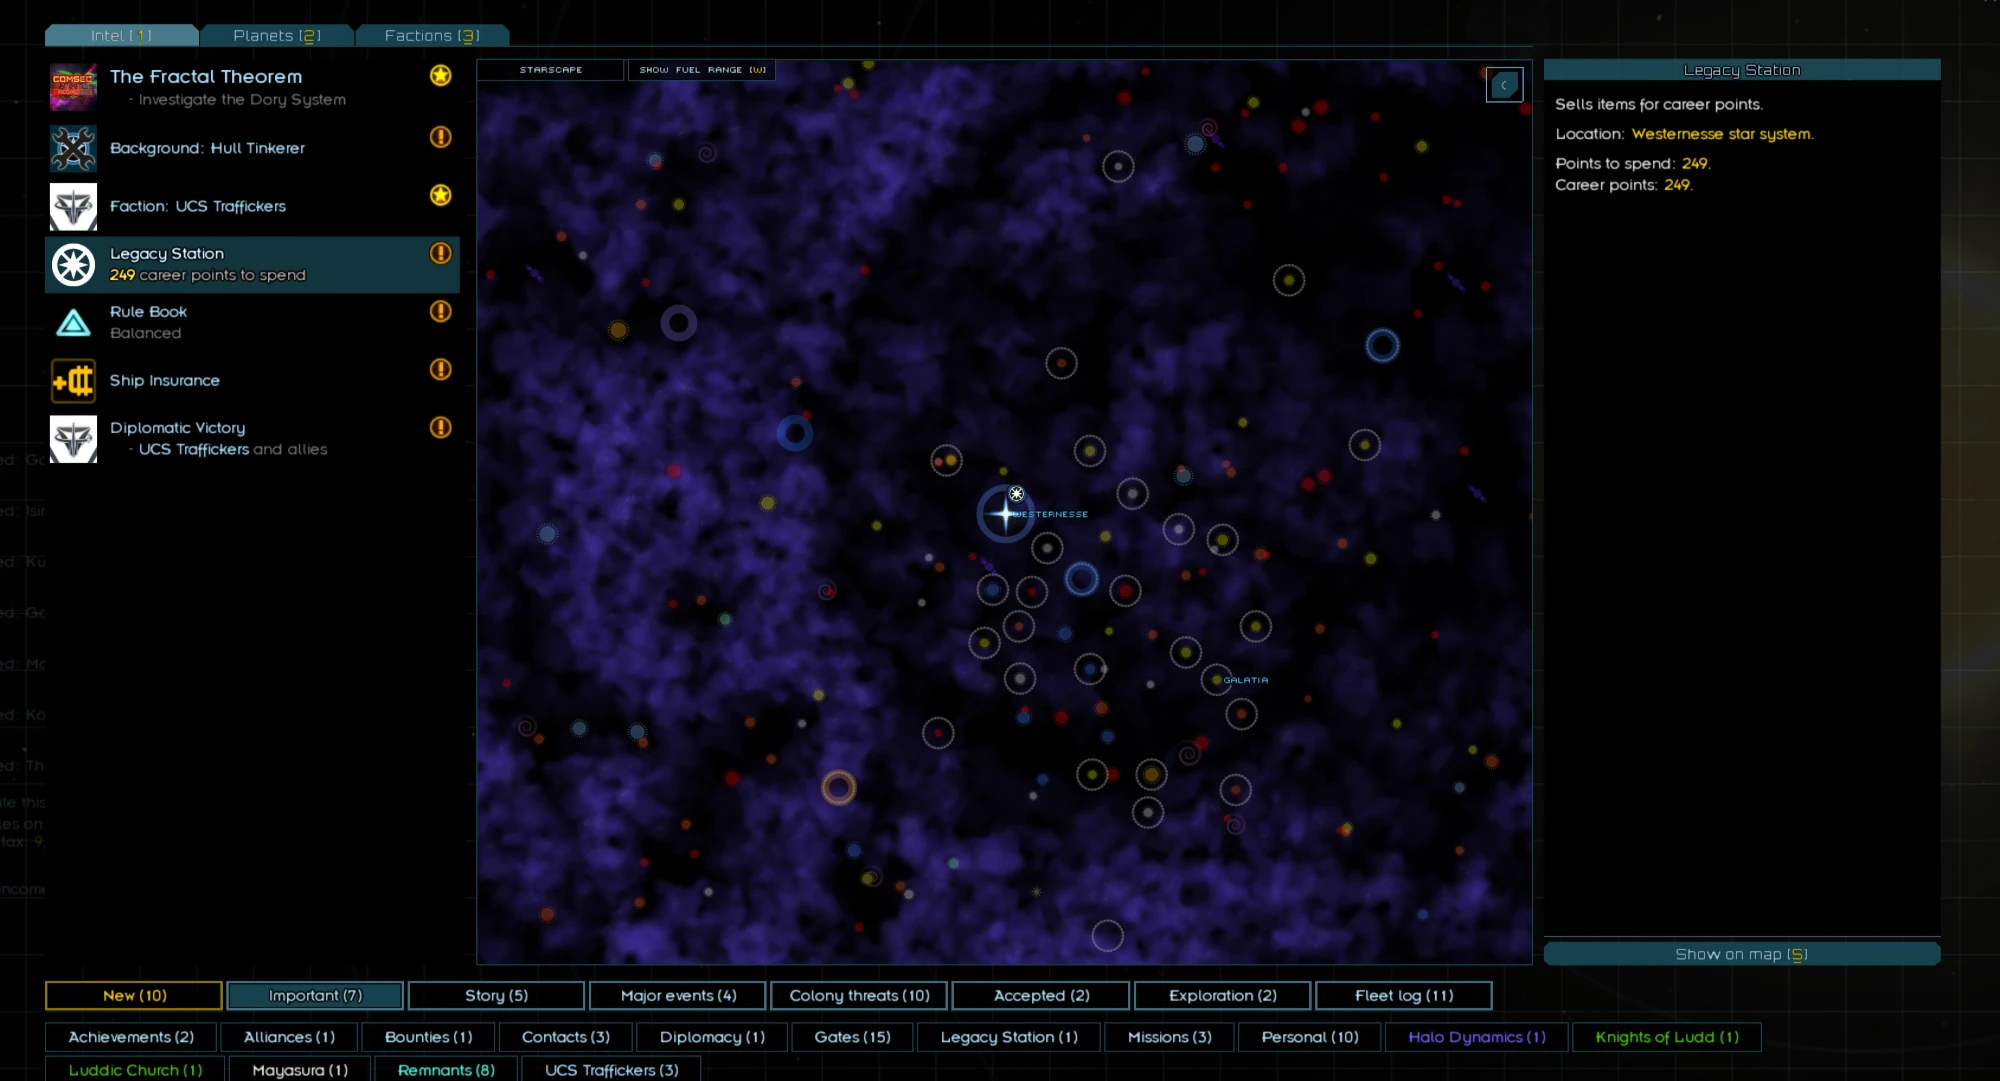 Intel [1]
Planets [2]
Factions [3]
The Fractal Theorem
- Investigate the Dory System
Background: Hull Tinkerer
Faction: UCS Traffickers
Legacy Station
249 career points to spend
Rule Book
Balanced
Ship Insurance
Diplomatic Victory
- UCS Traffickers and allies
STARSCAPE
SHOW FUEL RANGE [W]
WESTERNESSE
GALATIA
Legacy Station
Sells items for career points.
Location: Westernesse star system.
Points to spend: 249.
Career points: 249.
Show on map [S]
New (10)
Important (7)
Story (5)
Major events (4)
Colony threats (10)
Accepted (2)
Exploration (2)
Fleet log (11)
Achievements (2)
Alliances (1)
Bounties (1)
Contacts (3)
Diplomacy (1)
Gates (15)
Legacy Station (1)
Missions (3)
Personal (10)
Halo Dynamics (1)
Knights of Ludd (1)
Luddic Church (1)
Mayasura (1)
Remnants (8)
UCS Traffickers (3)